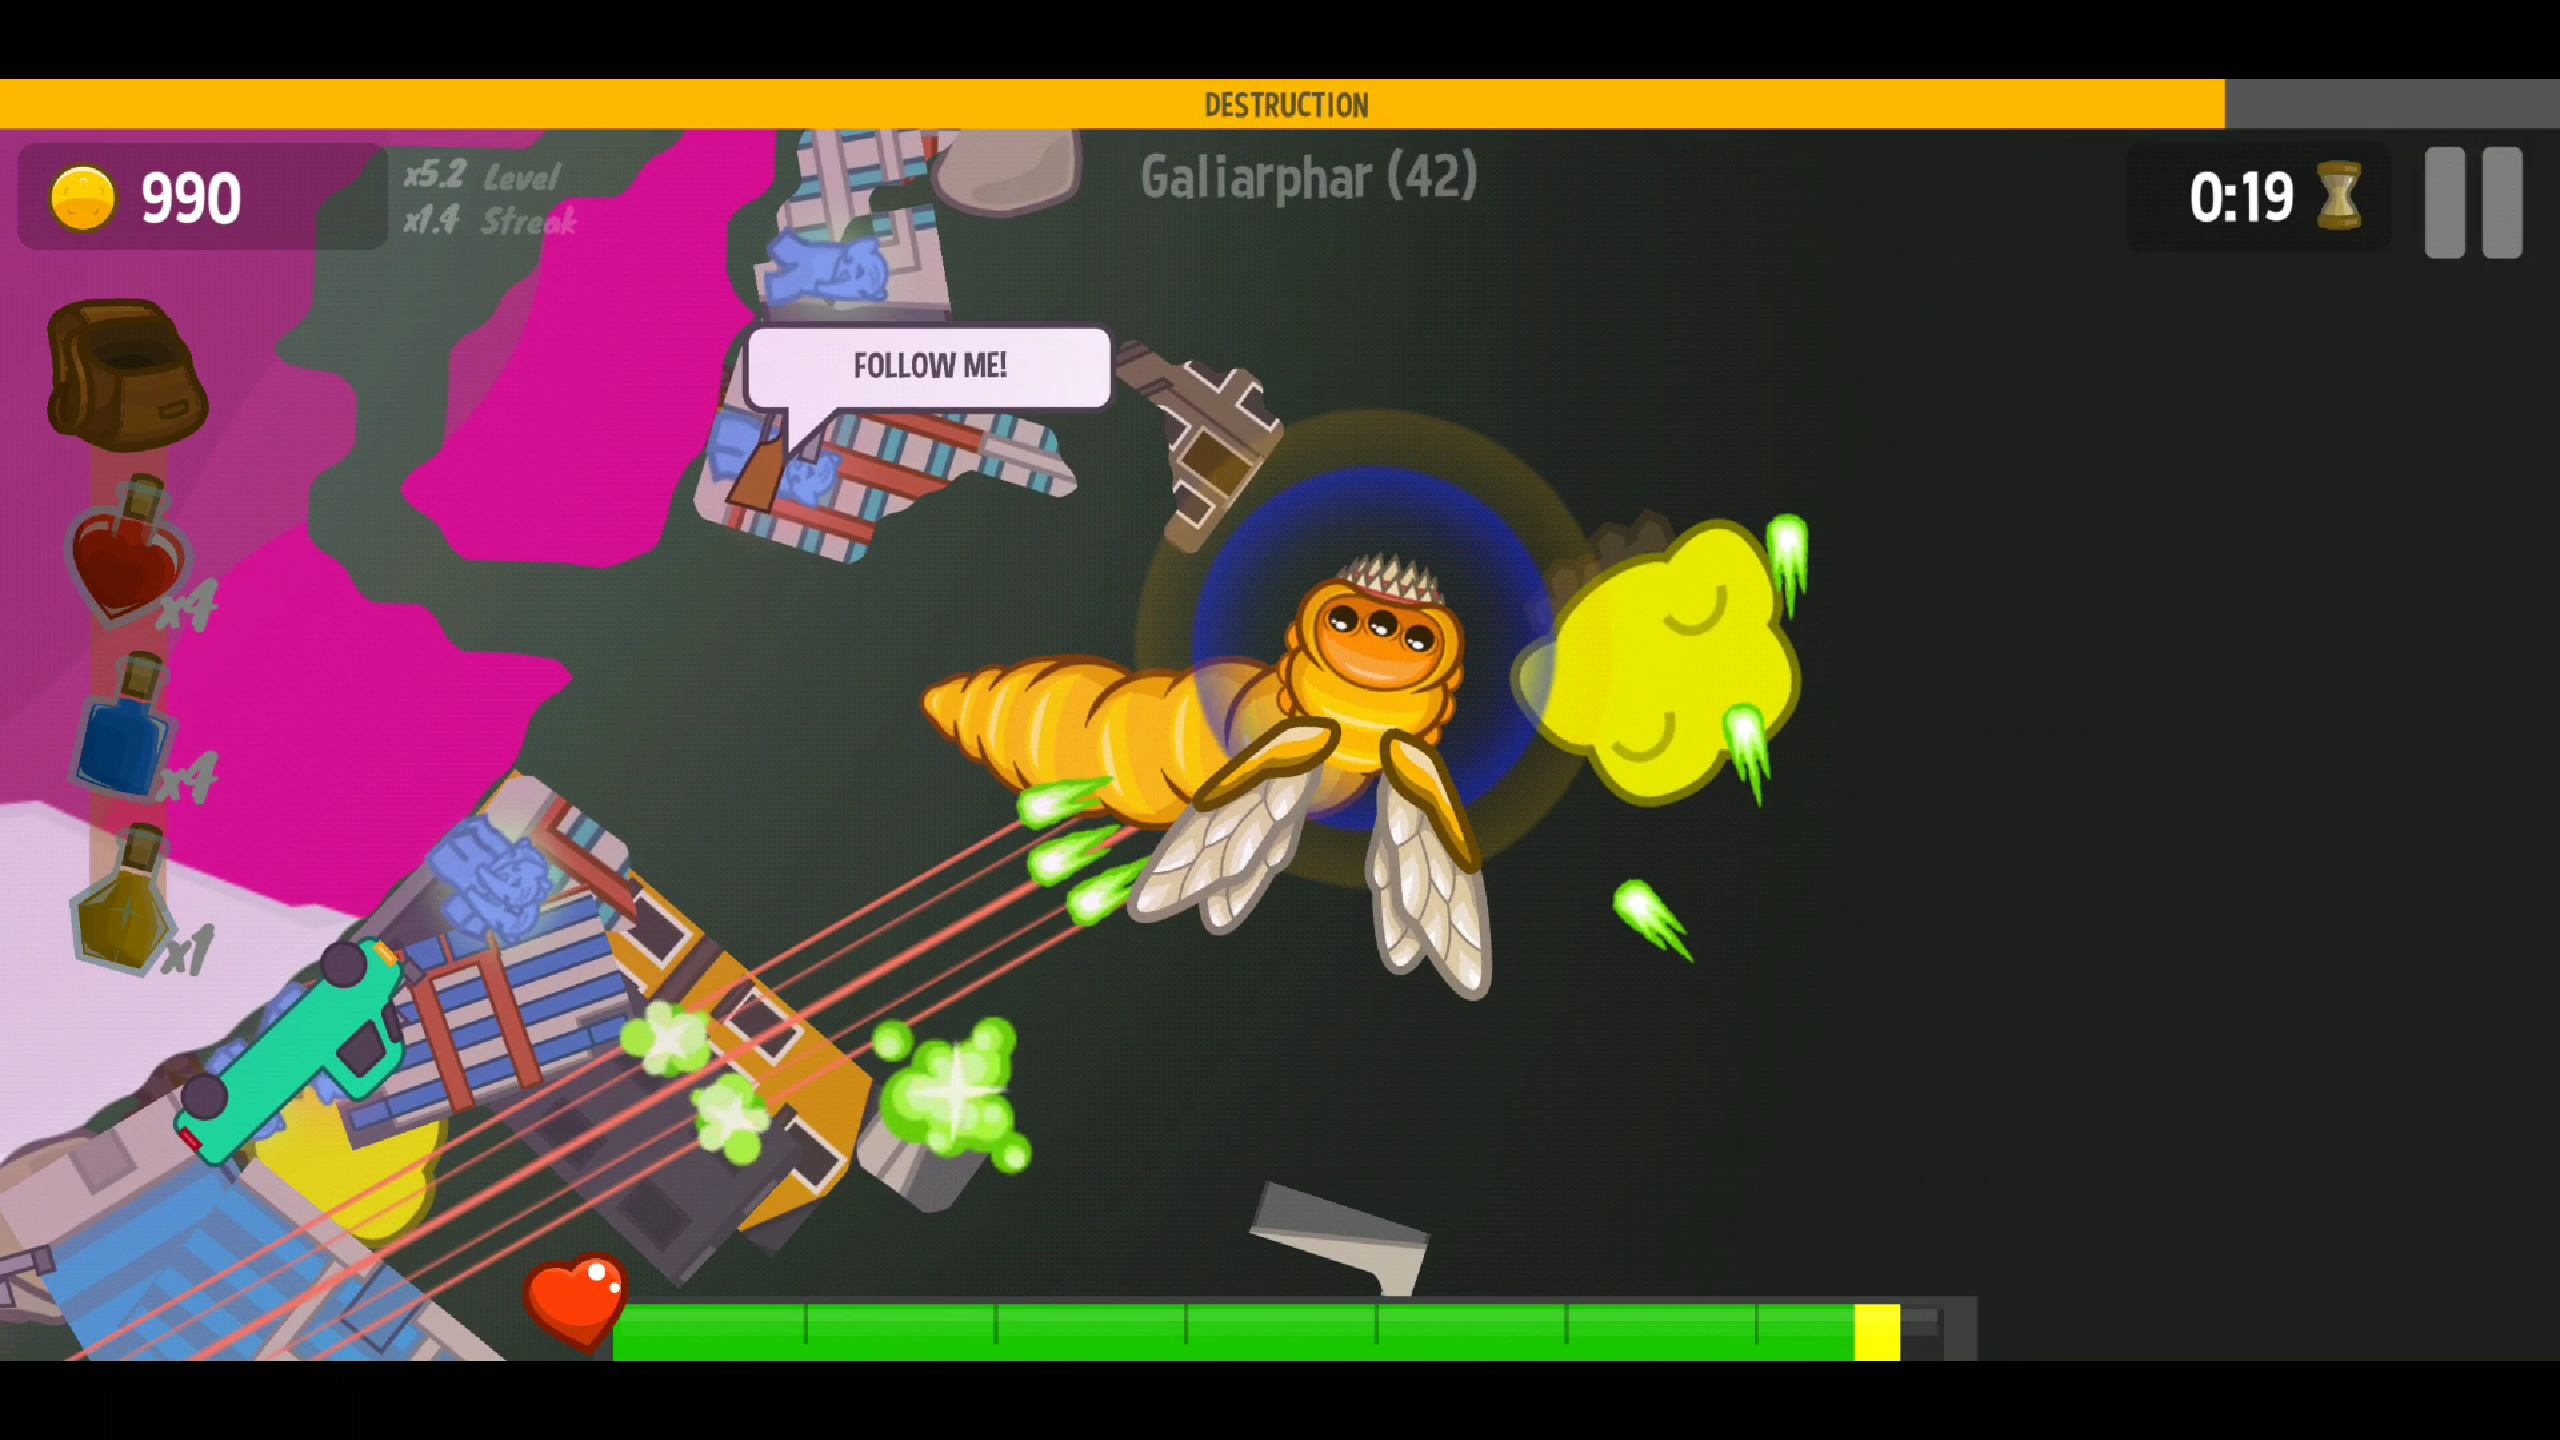 DESTRUCTION
990
x5.2 Level
x1.4 Streak
Galiarphar (42)
0:19
FOLLOW ME!
x4
x4
x1